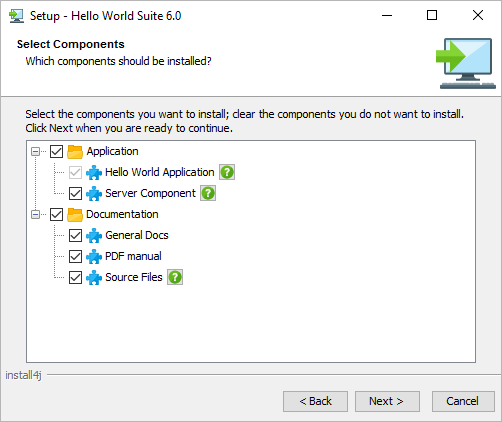 Setup - Hello World Suite 6.0
Select Components
Which components should be installed?
Select the components you want to install; clear the components you do not want to install.
Click Next when you are ready to continue.
Application
Hello World Application ?
Server Component ?
Documentation
General Docs
PDF manual
Source Files ?
install4j
< Back Next > Cancel